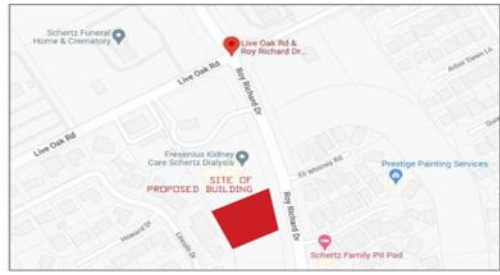 Schertz Funeral
Home & Crematory
Live Oak Rd &
Roy Richard Dr...
Live Oak Rd
Roy Richard Dr
Live Oak Rd
Fresenius Kidney
Care Schertz Dialysis
Eli Whitney Rd
Prestige Painting Services
SITE OF
PROPOSED BUILDING
Roy Richard Dr
Howard Dr
Lincoln Dr
Schertz Family Pit Pad